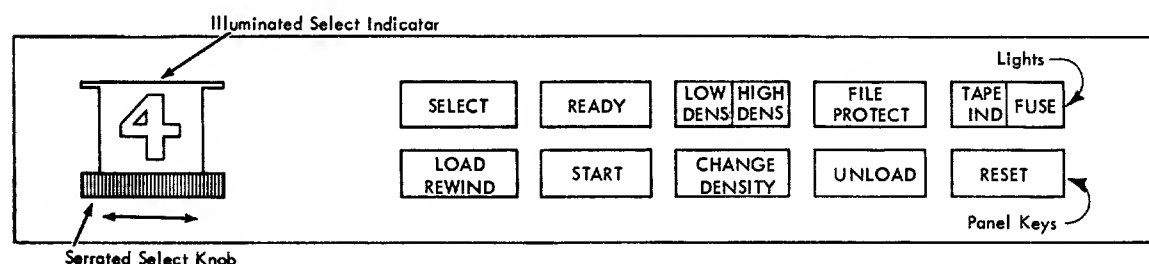 Illuminated Select Indicator
4
Lights
SELECT
READY
LOW DENS
HIGH DENS
FILE PROTECT
TAPE IND
FUSE
LOAD REWIND
START
CHANGE DENSITY
UNLOAD
RESET
Panel Keys
Serrated Select Knob